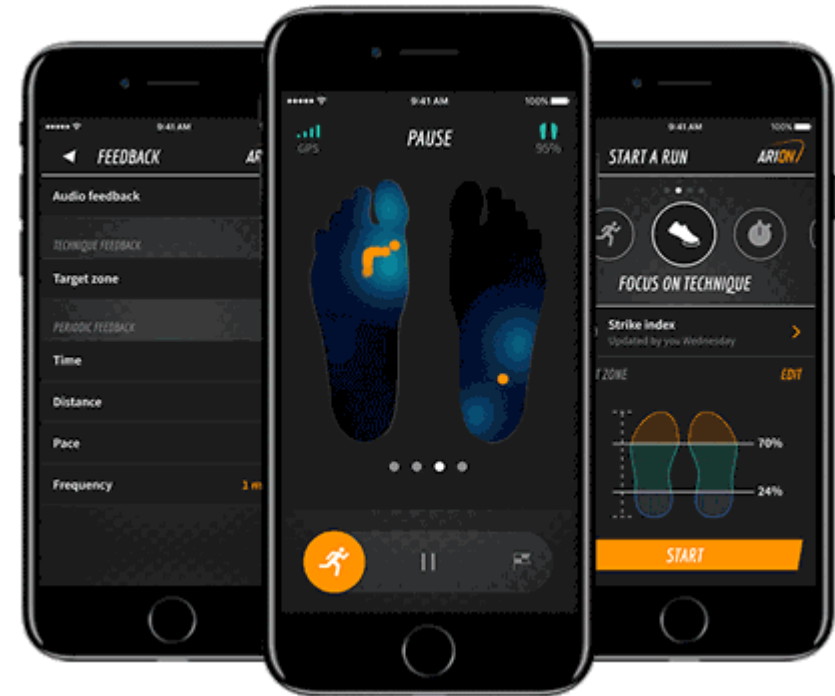 9:41 AM
FEEDBACK
AR
Audio feedback
TECHNIQUE FEEDBACK
Target zone
PERIODIC FEEDBACK
Time
Distance
Pace
Frequency
1 m
9:41 AM
100%
GPS
PAUSE
95%
9:41 AM
100%
START A RUN
ARION
FOCUS ON TECHNIQUE
Strike index
Updated by you Wednesday
T ZONE
EDIT
70%
24%
START